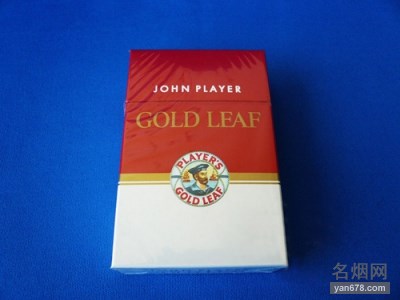 JOHN PLAYER
GOLD LEAF
PLAYER'S
GOLD LEAF
名烟网
yan678.com